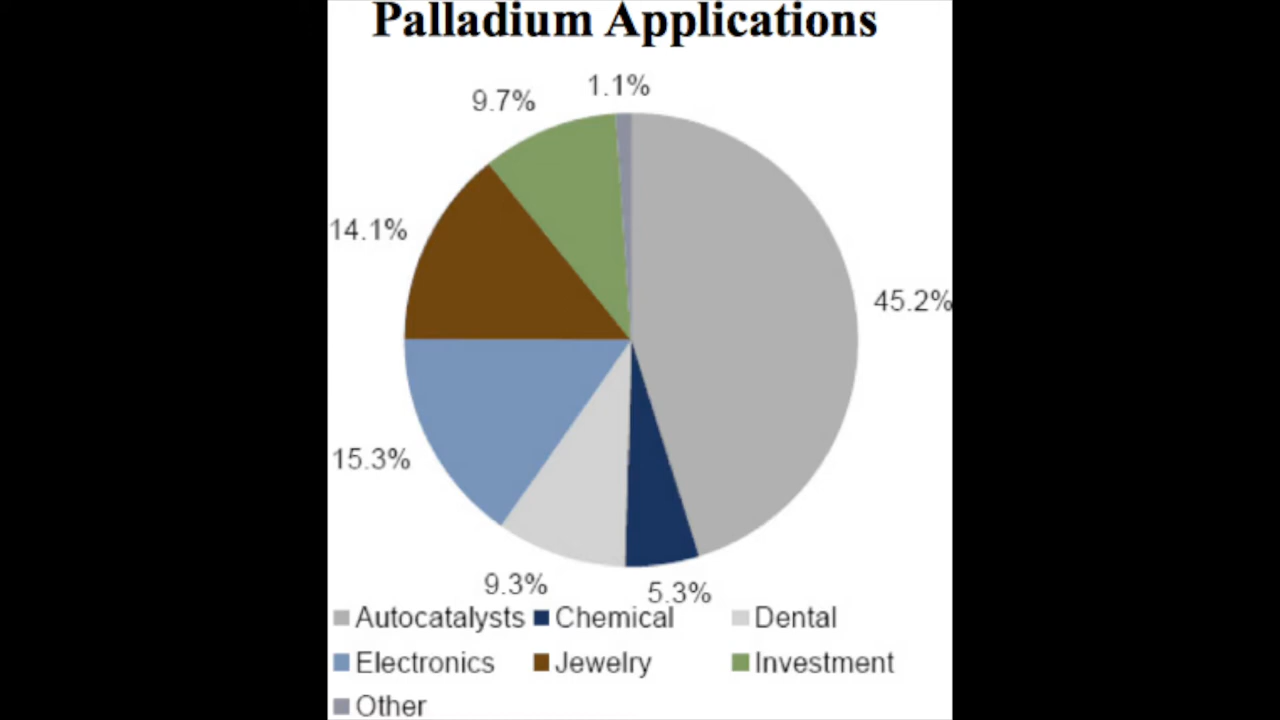 Palladium Applications
1.1%
9.7%
14.1%
45.2%
15.3%
9.3%
5.3%
Autocatalysts Chemical Dental
Electronics Jewelry Investment
Other